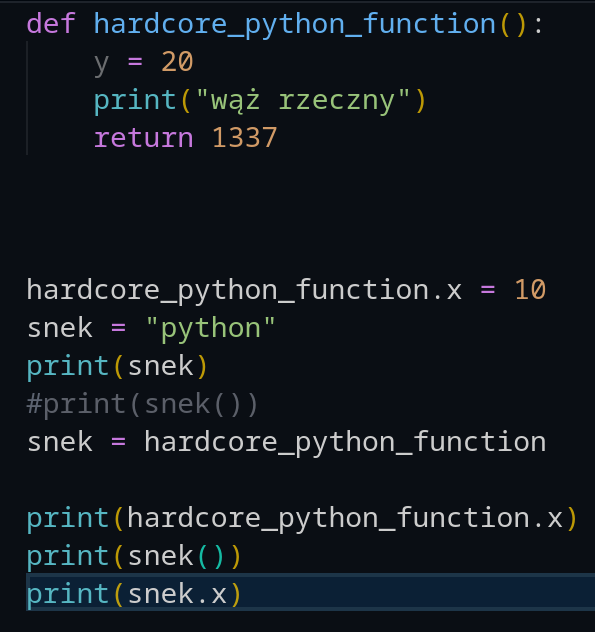 def hardcore_python_function():
    y = 20
    print("wąż rzeczny")
    return 1337
hardcore_python_function.x = 10
snek = "python"
print(snek)
#print(snek())
snek = hardcore_python_function
print(hardcore_python_function.x)
print(snek())
print(snek.x)